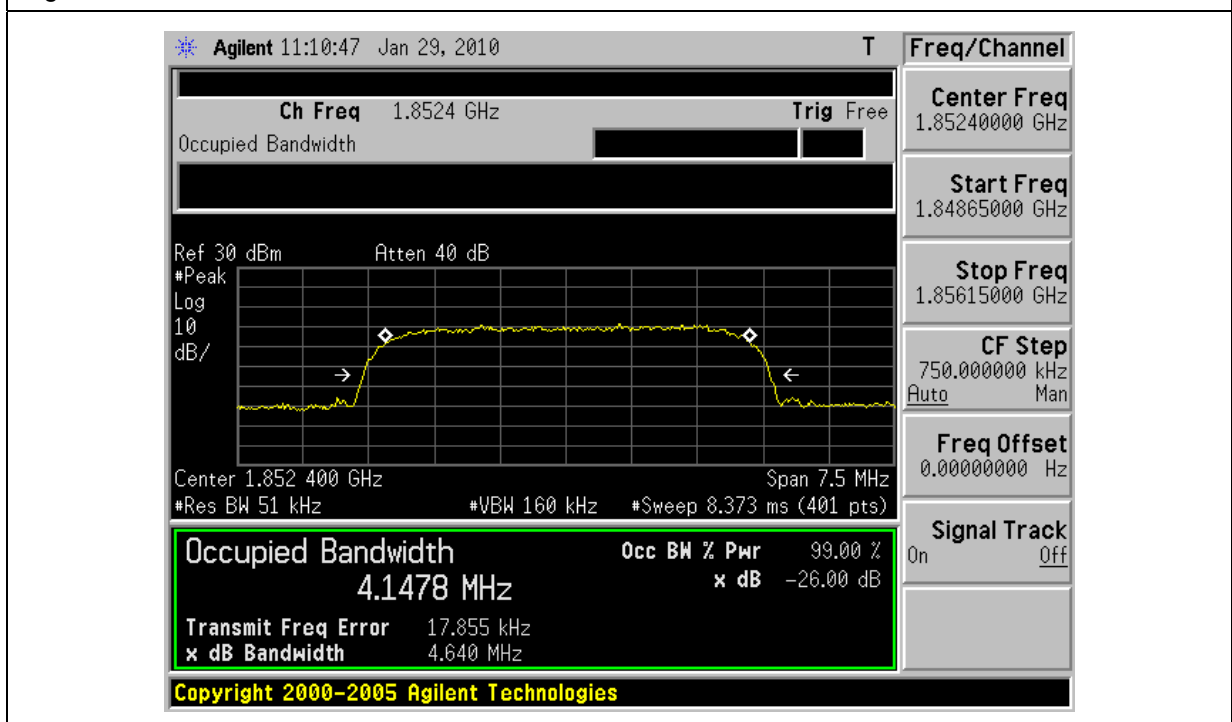 Agilent 11:10:47 Jan 29, 2010 T
Freq/Channel
Ch Freq 1.8524 GHz Trig Free
Occupied Bandwidth
Center Freq
1.85240000 GHz
Start Freq
1.84865000 GHz
Stop Freq
1.85615000 GHz
CF Step
750.000000 kHz
Auto Man
Freq Offset
0.00000000 Hz
Signal Track
On Off
Ref 30 dBm Atten 40 dB
#Peak
Log
10
dB/
Center 1.852 400 GHz Span 7.5 MHz
#Res BW 51 kHz #VBW 160 kHz #Sweep 8.373 ms (401 pts)
Occupied Bandwidth Occ BW % Pwr 99.00 %
4.1478 MHz x dB -26.00 dB
Transmit Freq Error 17.855 kHz
x dB Bandwidth 4.640 MHz
Copyright 2000-2005 Agilent Technologies